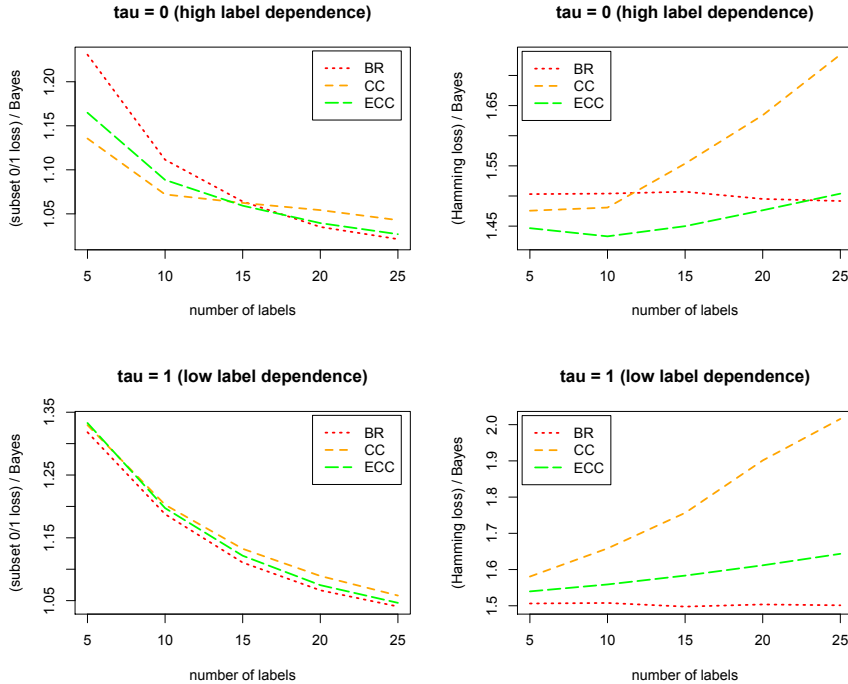 tau = 0 (high label dependence)
(subset 0/1 loss) / Bayes
1.20
1.15
1.10
1.05
BR
CC
ECC
5 10 15 20 25
number of labels
tau = 0 (high label dependence)
(Hamming loss) / Bayes
1.65
1.55
1.45
BR
CC
ECC
5 10 15 20 25
number of labels
tau = 1 (low label dependence)
(subset 0/1 loss) / Bayes
1.35
1.25
1.15
1.05
BR
CC
ECC
5 10 15 20 25
number of labels
tau = 1 (low label dependence)
(Hamming loss) / Bayes
2.0
1.9
1.8
1.7
1.6
1.5
BR
CC
ECC
5 10 15 20 25
number of labels